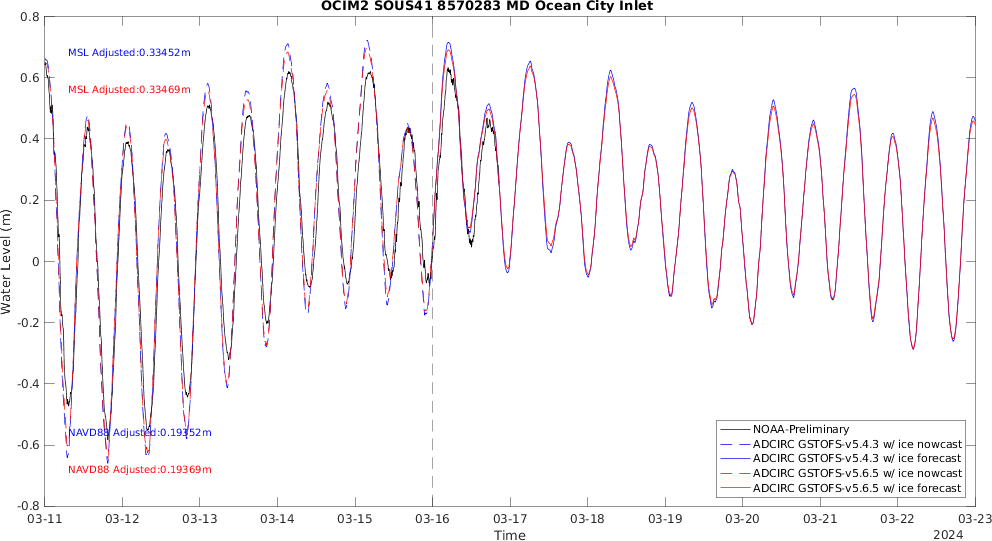 OCIM2 SOUS41 8570283 MD Ocean City Inlet
0.8
0.6
0.4
0.2
0
-0.2
-0.4
-0.6
-0.8
Water Level (m)
MSL Adjusted:0.33452m
MSL Adjusted:0.33469m
NAVD88 Adjusted:0.19352m
NAVD88 Adjusted:0.19369m
NOAA-Preliminary
ADCIRC GSTOFS-v5.4.3 w/ ice nowcast
ADCIRC GSTOFS-v5.4.3 w/ ice forecast
ADCIRC GSTOFS-v5.6.5 w/ ice nowcast
ADCIRC GSTOFS-v5.6.5 w/ ice forecast
03-11 03-12 03-13 03-14 03-15 03-16 03-17 03-18 03-19 03-20 03-21 03-22 03-23
Time
2024